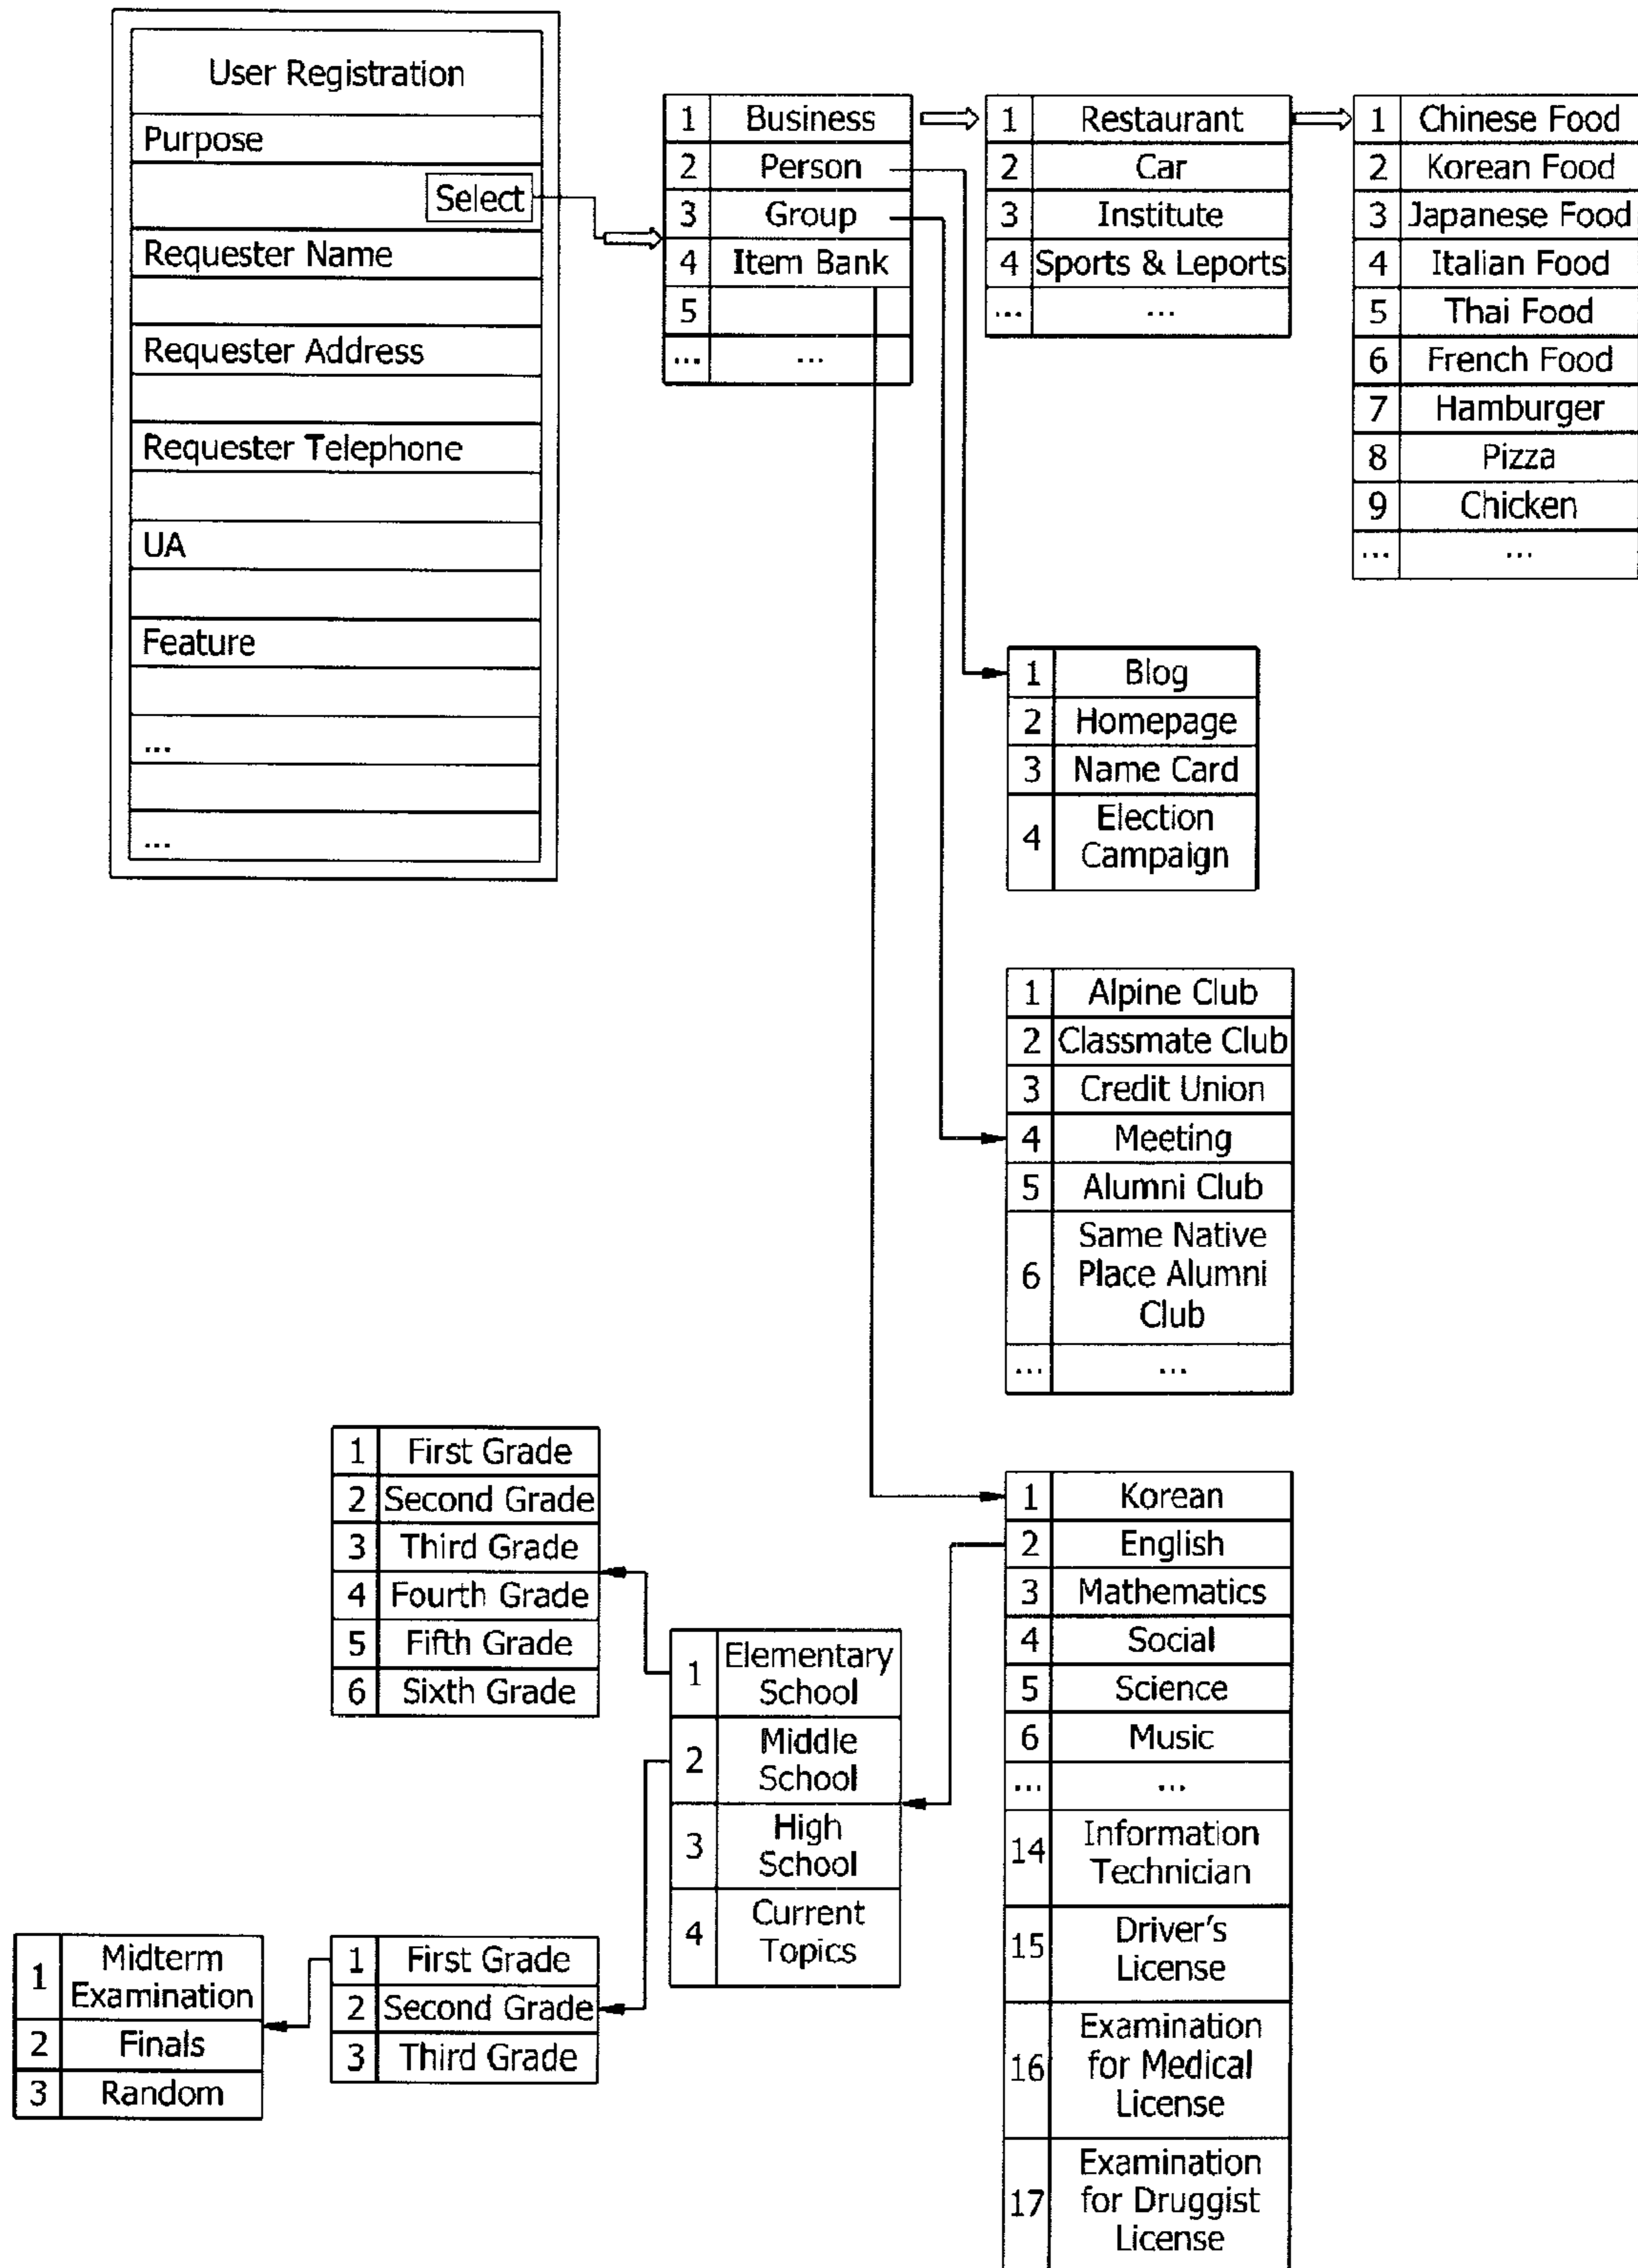 User Registration
Purpose
Select
Requester Name
Requester Address
Requester Telephone
UA
Feature
...
...
1 Business
2 Person
3 Group
4 Item Bank
5
... ...
1 Restaurant
2 Car
3 Institute
4 Sports & Leports
... ...
1 Chinese Food
2 Korean Food
3 Japanese Food
4 Italian Food
5 Thai Food
6 French Food
7 Hamburger
8 Pizza
9 Chicken
... ...
1 Blog
2 Homepage
3 Name Card
4 Election
Campaign
1 Alpine Club
2 Classmate Club
3 Credit Union
4 Meeting
5 Alumni Club
6 Same Native
Place Alumni
Club
... ...
1 Korean
2 English
3 Mathematics
4 Social
5 Science
6 Music
... ...
14 Information
Technician
15 Driver's
License
16 Examination
for Medical
License
17 Examination
for Druggist
License
1 Elementary
School
2 Middle
School
3 High
School
4 Current
Topics
1 First Grade
2 Second Grade
3 Third Grade
4 Fourth Grade
5 Fifth Grade
6 Sixth Grade
1 First Grade
2 Second Grade
3 Third Grade
1 Midterm
Examination
2 Finals
3 Random